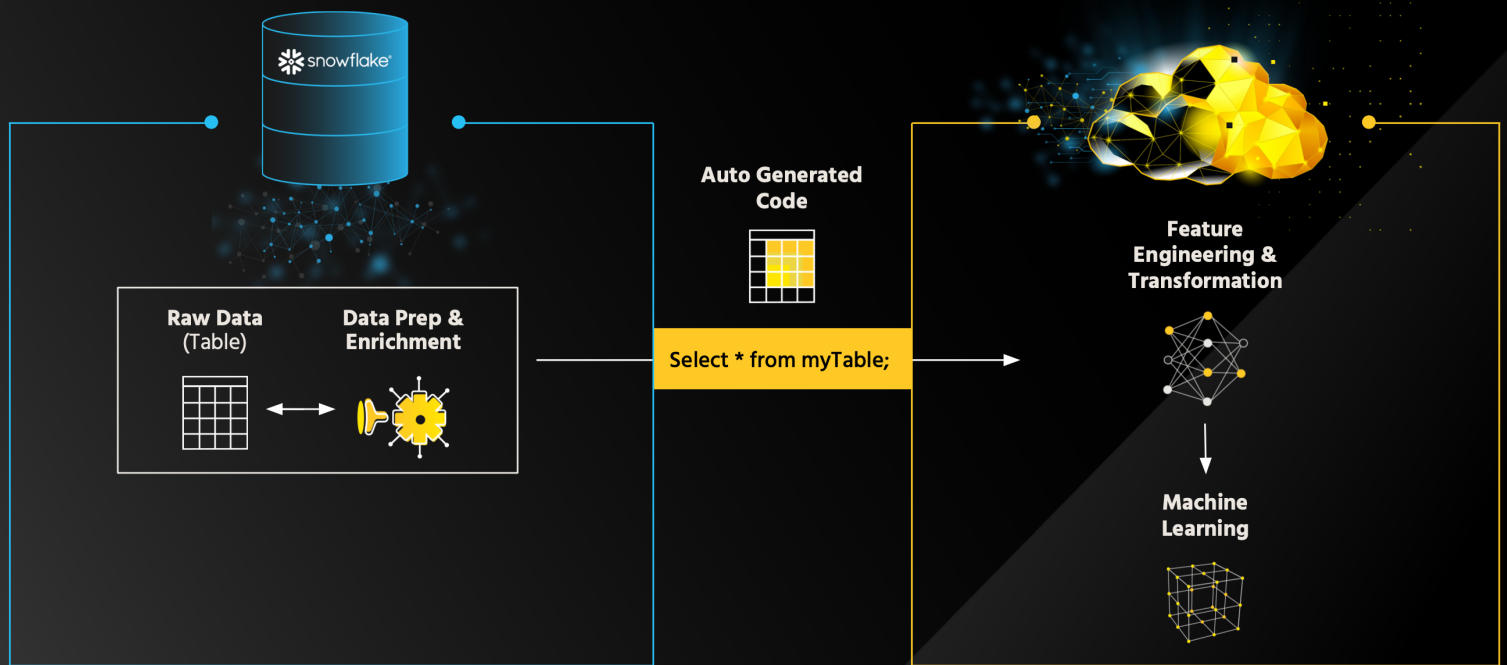 snowflake®
Auto Generated
Code
Raw Data
(Table)
Data Prep &
Enrichment
Select * from myTable;
Feature
Engineering &
Transformation
Machine
Learning